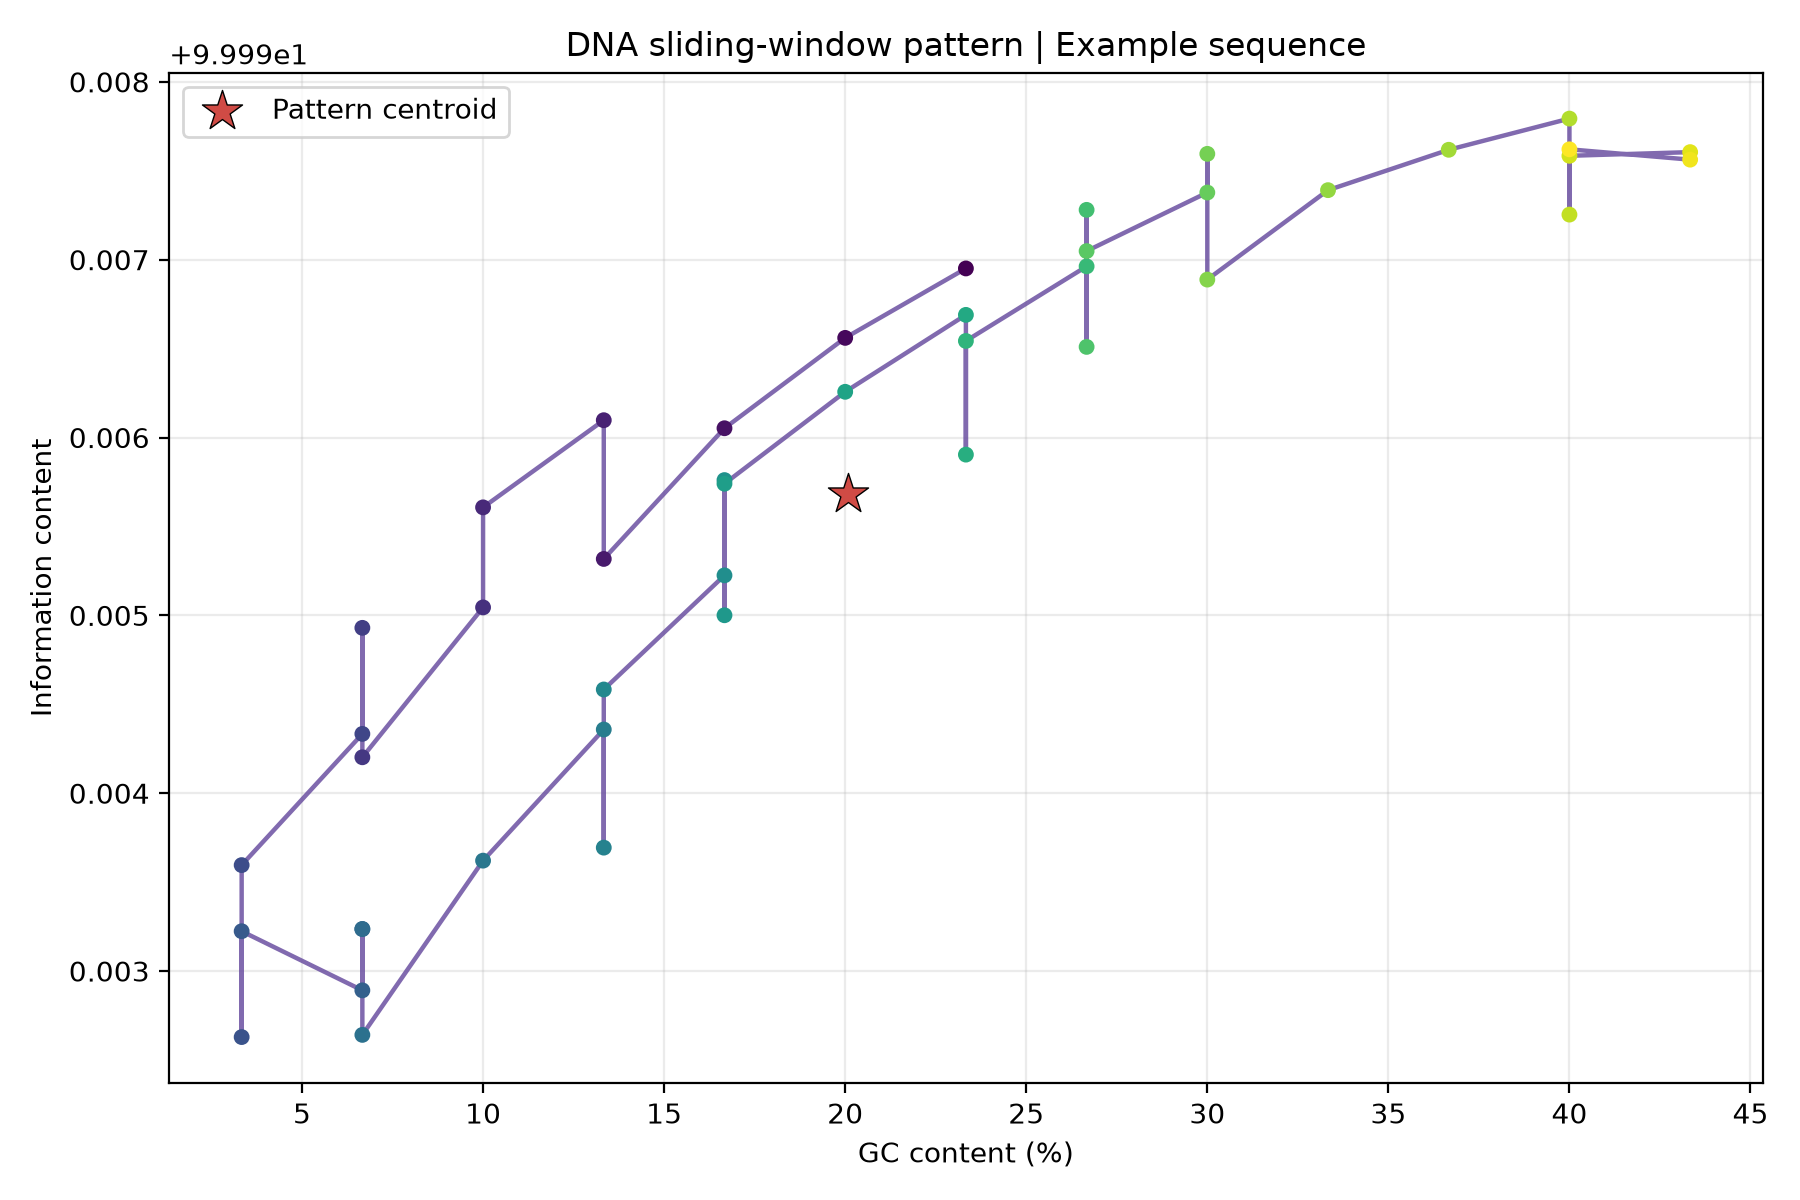 DNA sliding-window pattern | Example sequence
+9.999e1
Pattern centroid
0.008
0.007
0.006
0.005
0.004
0.003
Information content
5 10 15 20 25 30 35 40 45
GC content (%)